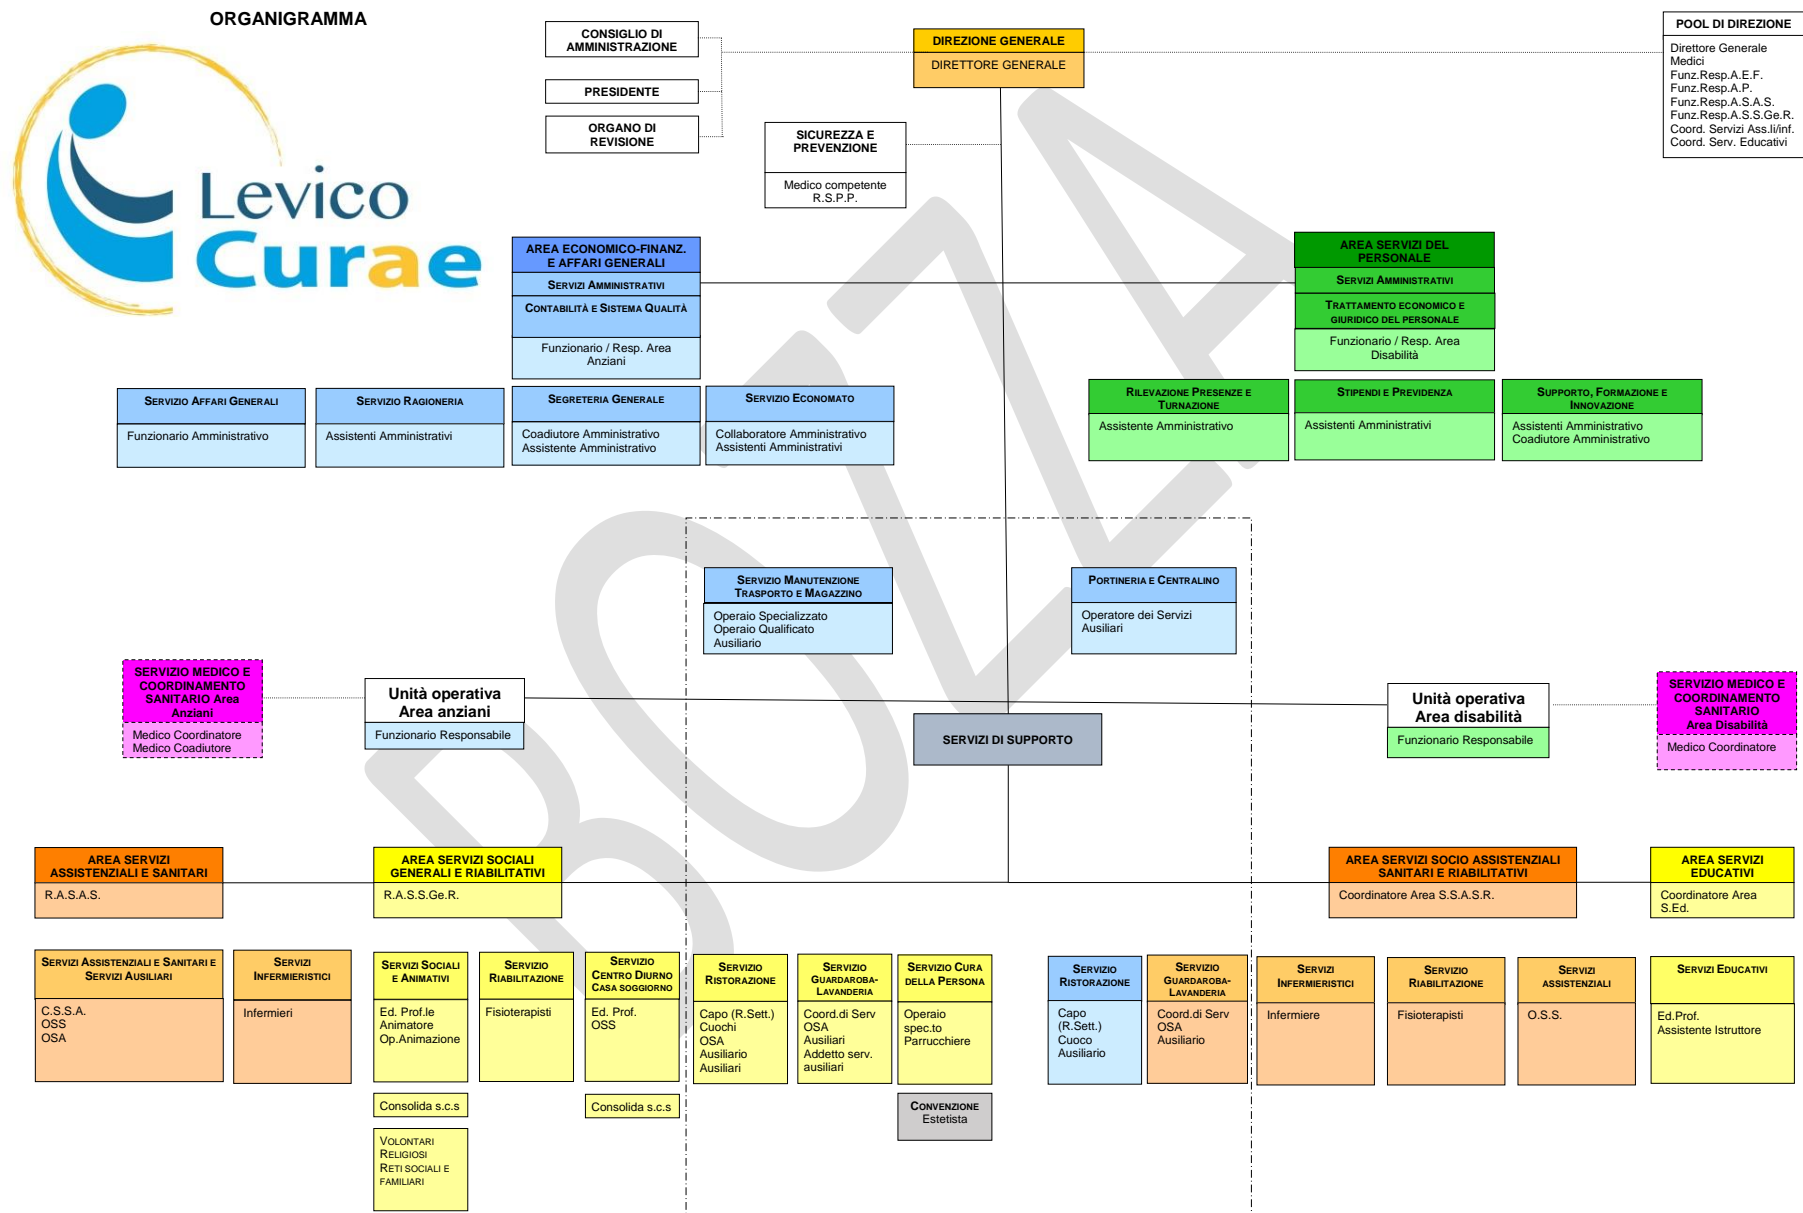 ORGANIGRAMMA
CONSIGLIO DI
AMMINISTRAZIONE
PRESIDENTE
ORGANO DI
REVISIONE
DIREZIONE GENERALE
DIRETTORE GENERALE
POOL DI DIREZIONE
Direttore Generale
Medici
Funz.Resp.A.E.F.
Funz.Resp.A.P.
Funz.Resp.A.S.A.S.
Funz.Resp.A.S.S.Ge.R.
Coord. Servizi Ass.li/inf.
Coord. Serv. Educativi
SICUREZZA E
PREVENZIONE
Medico competente
R.S.P.P.
Levico
Curae
AREA ECONOMICO-FINANZ.
E AFFARI GENERALI
SERVIZI AMMINISTRATIVI
CONTABILITÀ E SISTEMA QUALITÀ
Funzionario / Resp. Area
Anziani
AREA SERVIZI DEL
PERSONALE
SERVIZI AMMINISTRATIVI
TRATTAMENTO ECONOMICO E
GIURIDICO DEL PERSONALE
Funzionario / Resp. Area
Disabilità
SERVIZIO AFFARI GENERALI
Funzionario Amministrativo
SERVIZIO RAGIONERIA
Assistenti Amministrativi
SEGRETERIA GENERALE
Coadiutore Amministrativo
Assistente Amministrativo
SERVIZIO ECONOMATO
Collaboratore Amministrativo
Assistenti Amministrativi
RILEVAZIONE PRESENZE E
TURNAZIONE
Assistente Amministrativo
STIPENDI E PREVIDENZA
Assistenti Amministrativi
SUPPORTO, FORMAZIONE E
INNOVAZIONE
Assistenti Amministrativo
Coadiutore Amministrativo
BOZZA
SERVIZIO MANUTENZIONE
TRASPORTO E MAGAZZINO
Operaio Specializzato
Operaio Qualificato
Ausiliario
PORTINERIA E CENTRALINO
Operatore dei Servizi
Ausiliari
SERVIZIO MEDICO E
COORDINAMENTO
SANITARIO Area
Anziani
Medico Coordinatore
Medico Coadiutore
Unità operativa
Area anziani
Funzionario Responsabile
SERVIZI DI SUPPORTO
Unità operativa
Area disabilità
Funzionario Responsabile
SERVIZIO MEDICO E
COORDINAMENTO
SANITARIO
Area Disabilità
Medico Coordinatore
AREA SERVIZI
ASSISTENZIALI E SANITARI
R.A.S.A.S.
AREA SERVIZI SOCIALI
GENERALI E RIABILITATIVI
R.A.S.S.Ge.R.
AREA SERVIZI SOCIO ASSISTENZIALI
SANITARI E RIABILITATIVI
Coordinatore Area S.S.A.S.R.
AREA SERVIZI
EDUCATIVI
Coordinatore Area
S.Ed.
SERVIZI ASSISTENZIALI E SANITARI E
SERVIZI AUSILIARI
C.S.S.A.
OSS
OSA
SERVIZI
INFERMIERISTICI
Infermieri
SERVIZI SOCIALI
E ANIMATIVI
Ed. Prof.le
Animatore
Op.Animazione
Consolida s.c.s
VOLONTARI
RELIGIOSI
RETI SOCIALI E
FAMILIARI
SERVIZIO
RIABILITAZIONE
Fisioterapisti
SERVIZIO
CENTRO DIURNO
CASA SOGGIORNO
Ed. Prof.
OSS
Consolida s.c.s
SERVIZIO
RISTORAZIONE
Capo (R.Sett.)
Cuochi
OSA
Ausiliario
Ausiliari
SERVIZIO
GUARDAROBA-
LAVANDERIA
Coord.di Serv
OSA
Ausiliari
Addetto serv.
ausiliari
SERVIZIO CURA
DELLA PERSONA
Operaio
spec.to
Parrucchiere
CONVENZIONE
Estetista
SERVIZIO
RISTORAZIONE
Capo
(R.Sett.)
Cuoco
Ausiliario
SERVIZIO
GUARDAROBA-
LAVANDERIA
Coord.di Serv
OSA
Ausiliario
SERVIZI
INFERMIERISTICI
Infermiere
SERVIZIO
RIABILITAZIONE
Fisioterapisti
SERVIZI
ASSISTENZIALI
O.S.S.
SERVIZI EDUCATIVI
Ed.Prof.
Assistente Istruttore